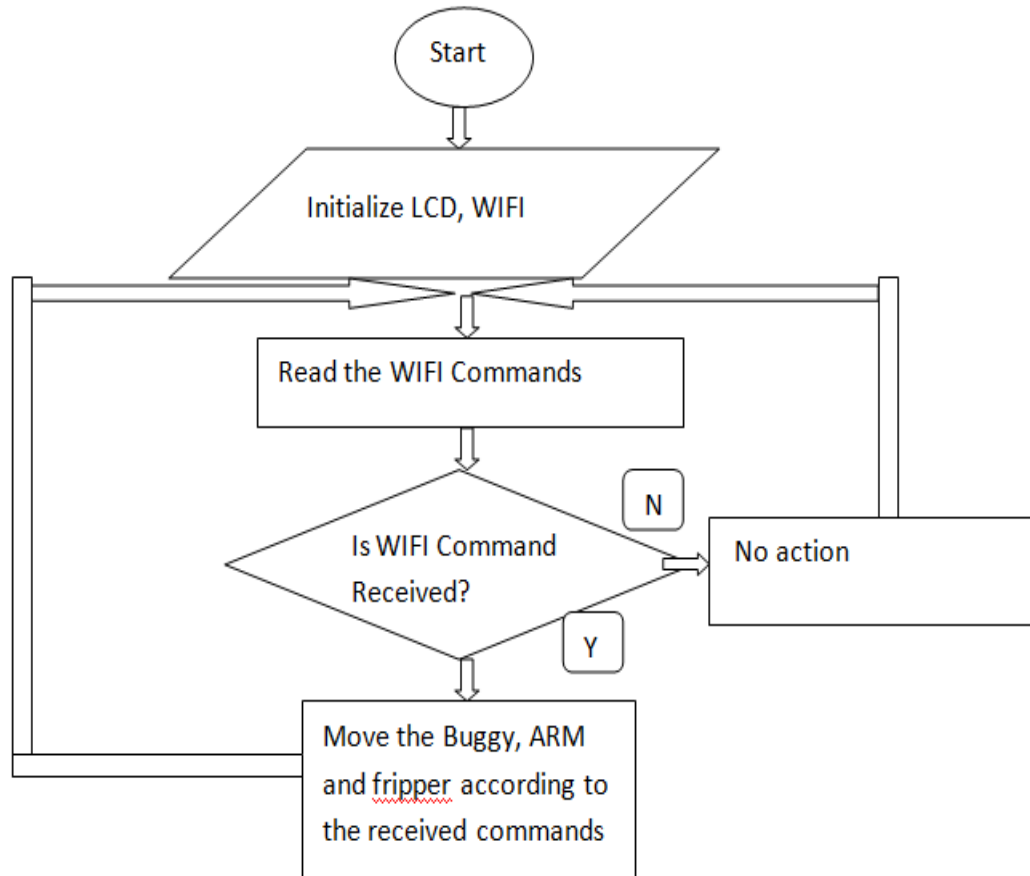 Start
Initialize LCD, WIFI
Read the WIFI Commands
N
Is WIFI Command
Received?
No action
Y
Move the Buggy, ARM
and fripper according to
the received commands